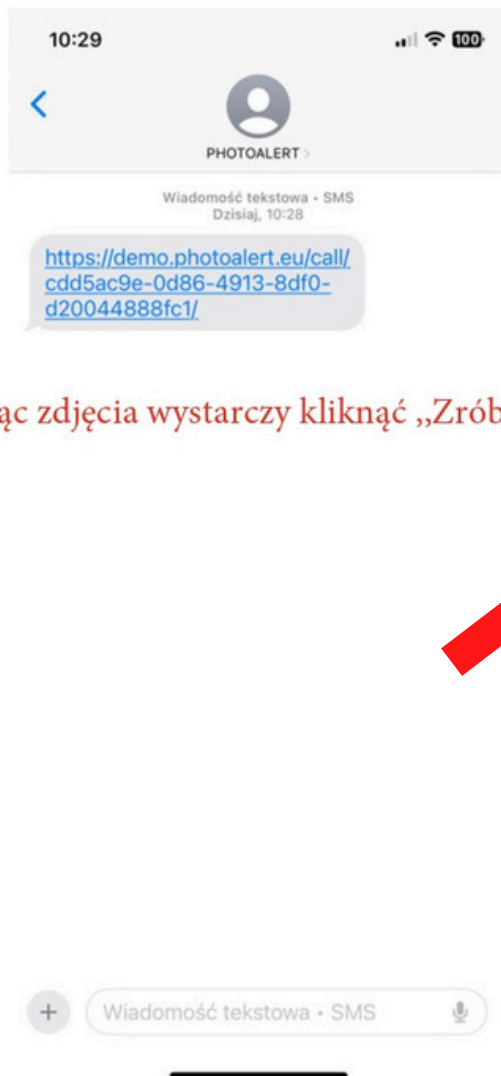 10:29
100
PHOTOALERT
Wiadomość tekstowa • SMS
Dzisiaj, 10:28
https://demo.photoalert.eu/call/
cdd5ac9e-0d86-4913-8df0-
d20044888fc1/
ąc zdjęcia wystarczy kliknąć ,,Zrób
Wiadomość tekstowa • SMS